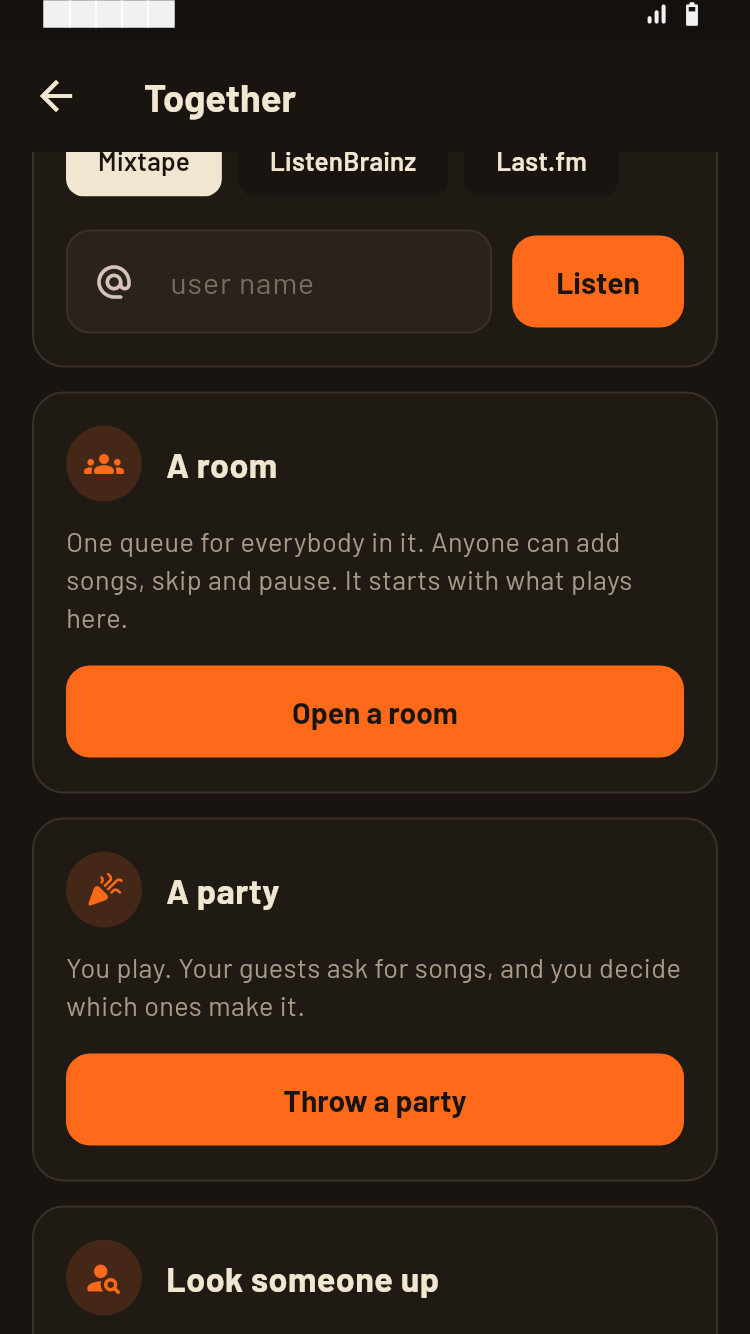 Together
Mixtape ListenBrainz Last.fm
user name Listen
A room
One queue for everybody in it. Anyone can add
songs, skip and pause. It starts with what plays
here.
Open a room
A party
You play. Your guests ask for songs, and you decide
which ones make it.
Throw a party
Look someone up